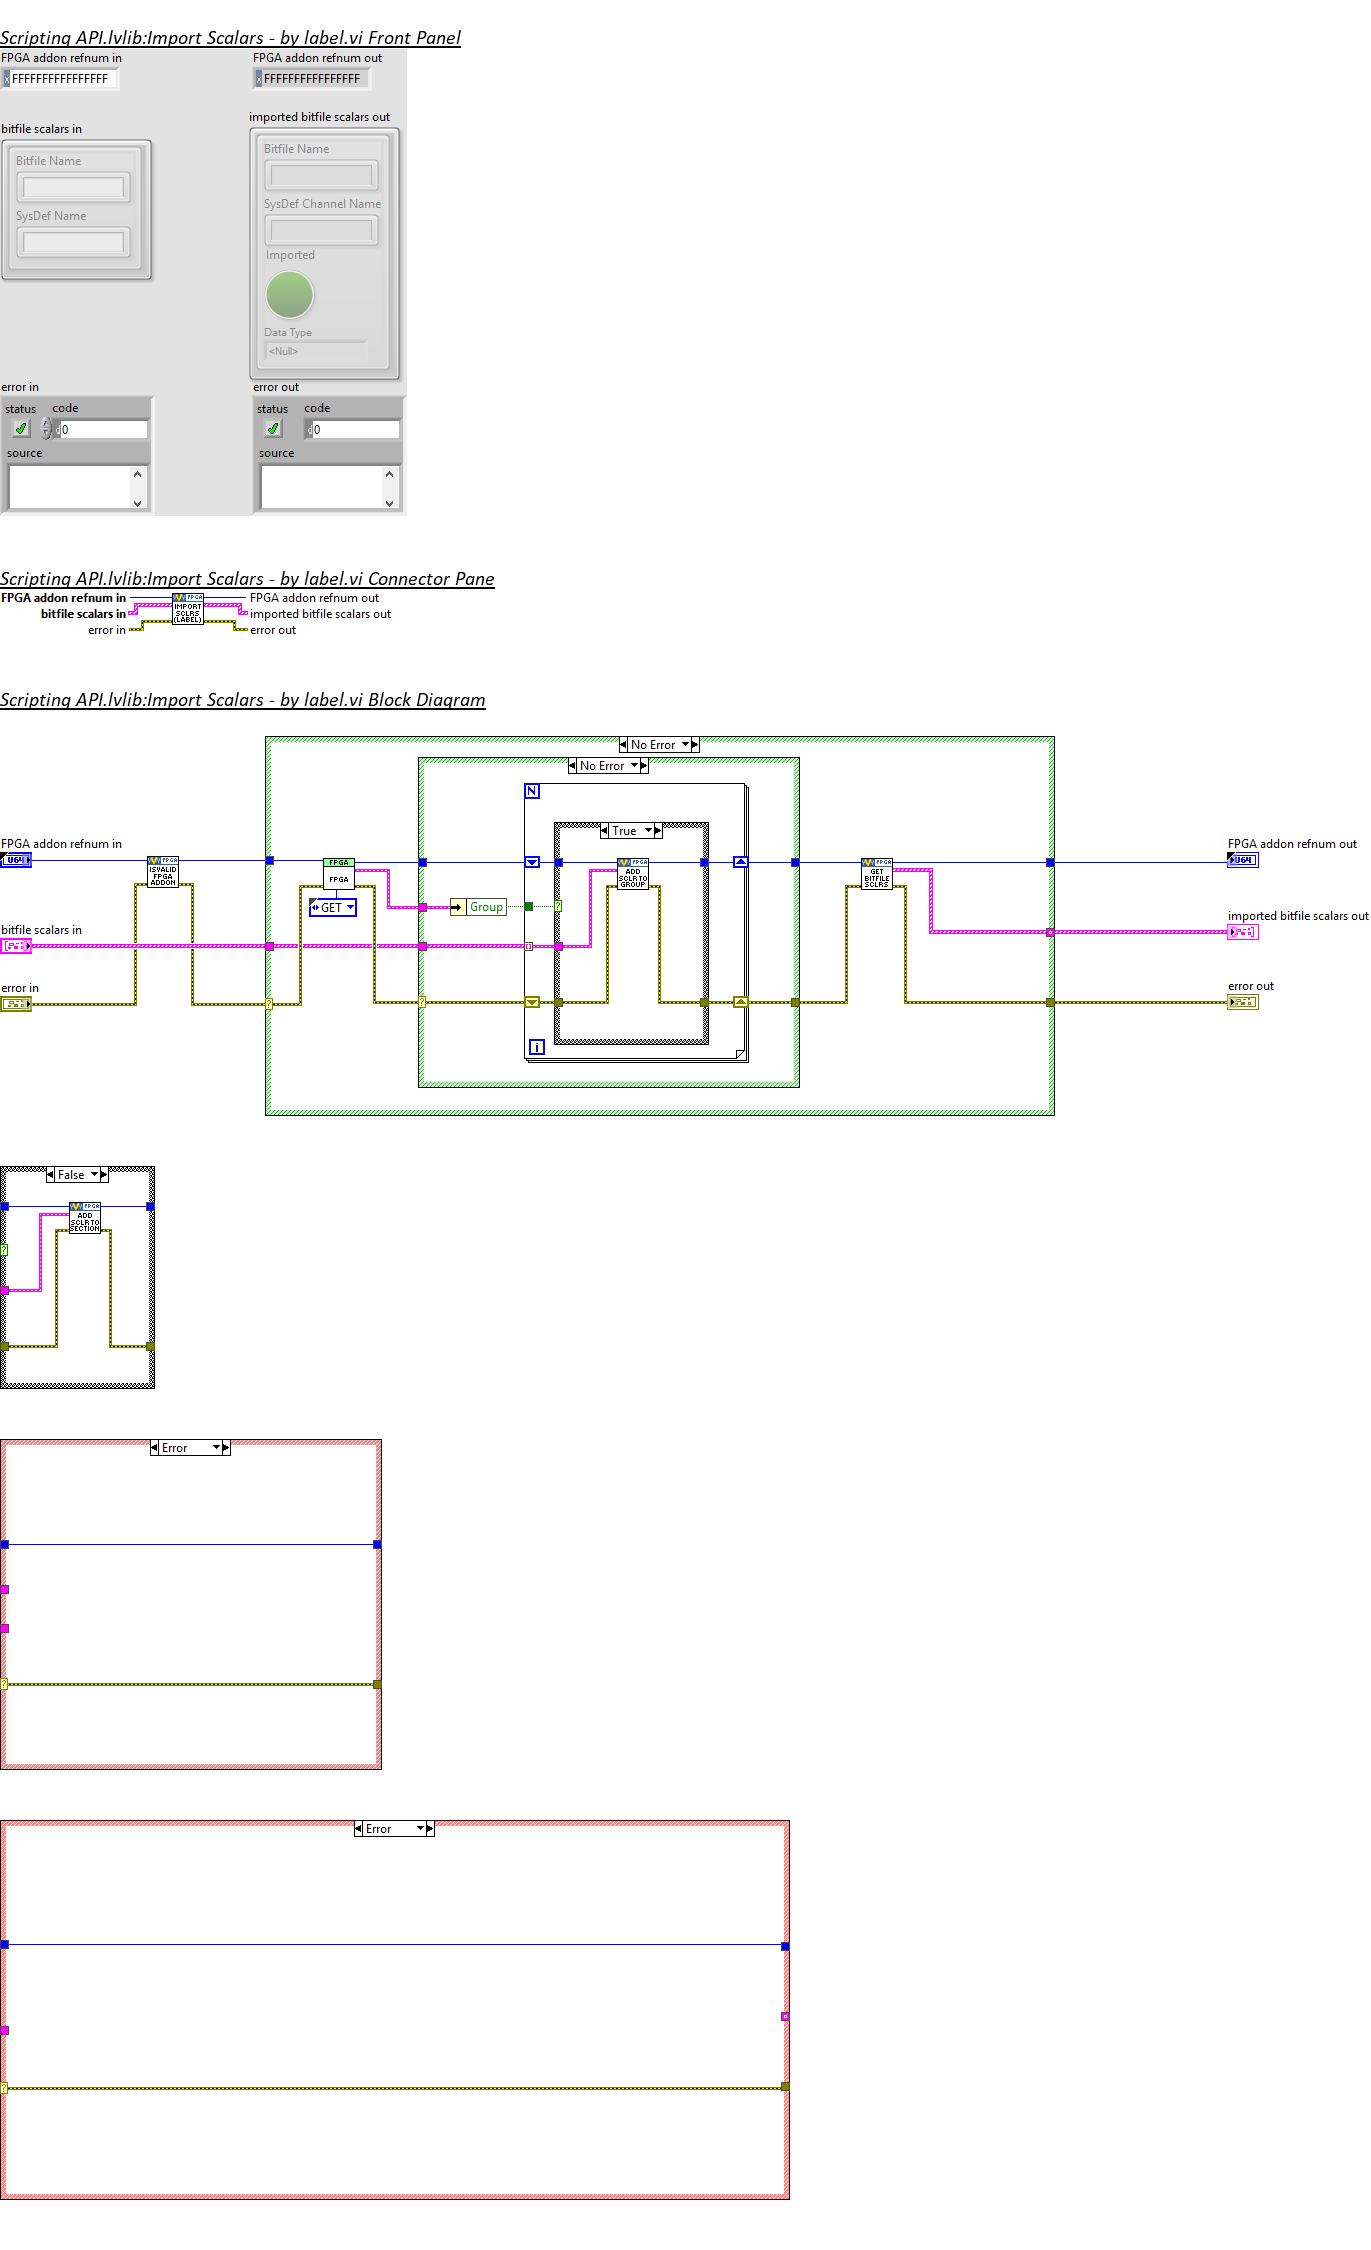 Scripting API.lvlib:Import Scalars - by label.vi Front Panel
FPGA addon refnum in
FPGA addon refnum out
x FFFFFFFFFFFFFFFF
x FFFFFFFFFFFFFFFF
imported bitfile scalars out
bitfile scalars in
Bitfile Name
Bitfile Name
SysDef Channel Name
SysDef Name
Imported
Data Type
<Null>
error in
error out
status code
status code
d 0
d 0
source
source
Scripting API.lvlib:Import Scalars - by label.vi Connector Pane
FPGA addon refnum in
FPGA
FPGA addon refnum out
bitfile scalars in
IMPORT
SCLRS
(LABEL)
imported bitfile scalars out
error in
error out
Scripting API.lvlib:Import Scalars - by label.vi Block Diagram
No Error
No Error
N
True
FPGA addon refnum in
U64
FPGA
ISVALID
FPGA
ADDON
FPGA
FPGA
GET
Group
?
FPGA
ADD
SCLR TO
GROUP
FPGA
GET
BITFILE
SCLRS
FPGA addon refnum out
U64
bitfile scalars in
imported bitfile scalars out
error in
?
?
error out
i
False
FPGA
ADD
SCLR TO
SECTION
?
Error
?
Error
?